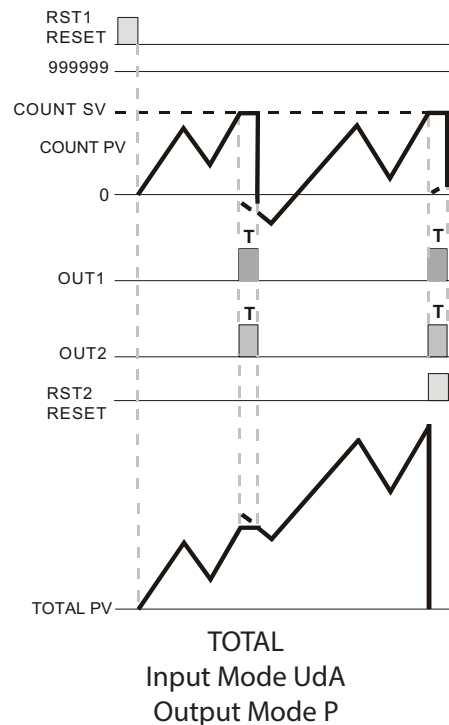 RST1
RESET
999999
COUNT SV
COUNT PV
0
T
T
OUT1
T
T
OUT2
RST2
RESET
TOTAL PV
TOTAL
Input Mode UdA
Output Mode P